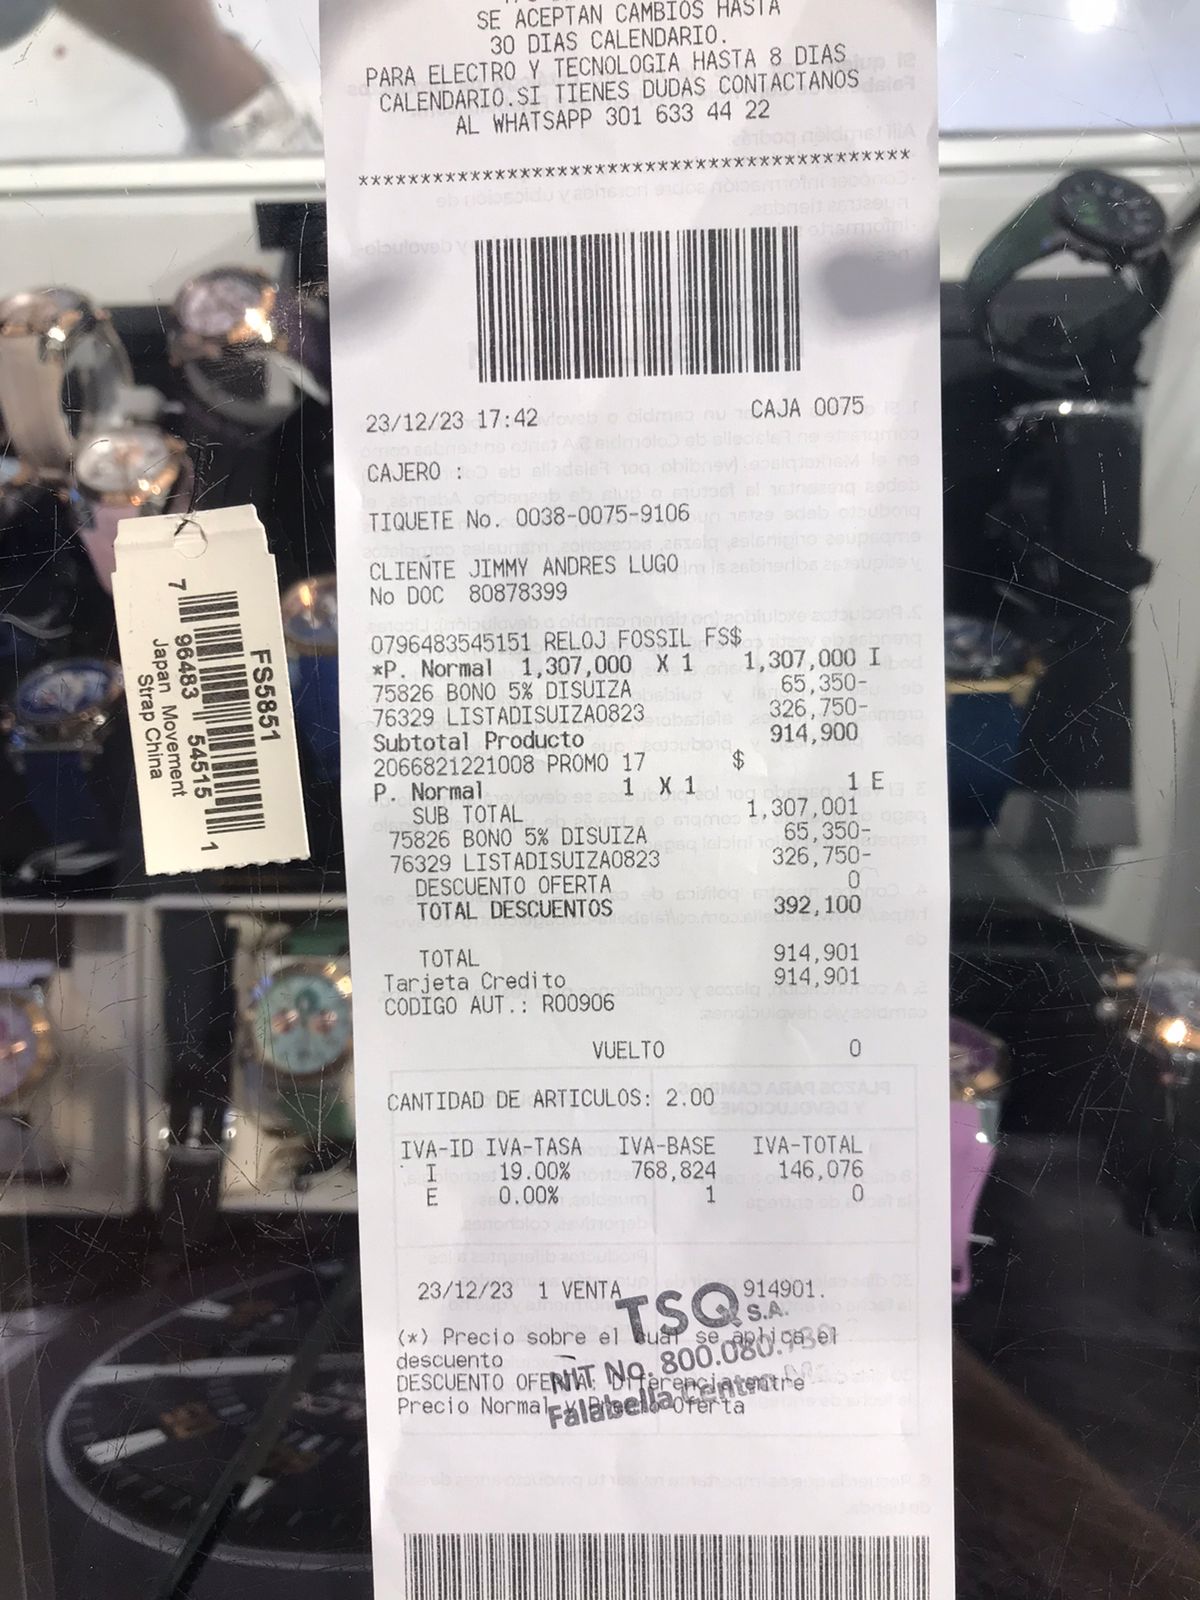 SE ACEPTAN CAMBIOS HASTA
30 DIAS CALENDARIO.
PARA ELECTRO Y TECNOLOGIA HASTA 8 DIAS
CALENDARIO.SI TIENES DUDAS CONTACTANOS
AL WHATSAPP 301 633 44 22
********************************************
23/12/23 17:42 CAJA 0075
CAJERO :
TIQUETE No. 0038-0075-9106
CLIENTE JIMMY ANDRES LUGO
No DOC 80878399
0796483545151 RELOJ FOSSIL FS$
*P. Normal 1,307,000 X 1 1,307,000 I
75826 BONO 5% DISUIZA 65,350-
76329 LISTADISUIZA0823 326,750-
Subtotal Producto 914,900
2066821221008 PROMO 17 $
P. Normal 1 X 1 1 E
SUB TOTAL 1,307,001
75826 BONO 5% DISUIZA 65,350-
76329 LISTADISUIZA0823 326,750-
DESCUENTO OFERTA 0
TOTAL DESCUENTOS 392,100
TOTAL 914,901
Tarjeta Credito 914,901
CODIGO AUT.: R00906
VUELTO 0
CANTIDAD DE ARTICULOS: 2.00
IVA-ID IVA-TASA IVA-BASE IVA-TOTAL
I 19.00% 768,824 146,076
E 0.00% 1 0
23/12/23 1 VENTA 914901.
(*) Precio sobre el cual se aplica el
descuento
DESCUENTO OFERTA: Diferencia entre
Precio Normal y Precio Oferta
TSQ S.A.
NIT No. 800.080.
Falabella Centro
FS5851
7 96483 54515 1
Japan Movement
Strap China